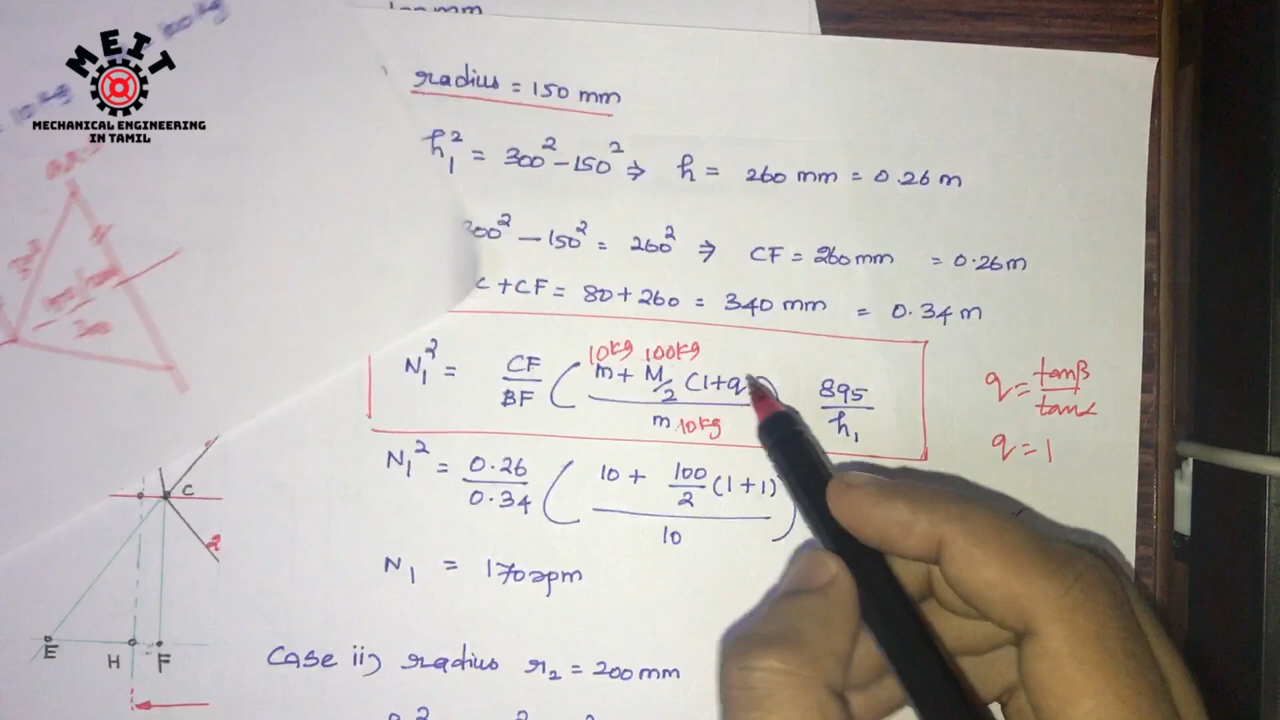 MEIT
MECHANICAL ENGINEERING
IN TAMIL
radius = 150 mm
h₁² = 300² - 150² ⇒ h = 260 mm = 0.26 m
300² - 150² = 260² ⇒ CF = 260 mm = 0.26 m
C + CF = 80 + 260 = 340 mm = 0.34 m
10kg 100kg
N₁² = CF/BF ( m + M/2 (1+q) / m ) 895/h₁
10kg
q = tanβ/tanα
q = 1
N₁² = 0.26/0.34 ( 10 + 100/2 (1+1) / 10 )
N₁ = 170 rpm
C
2
E H F
Case ii) radius r₂ = 200 mm